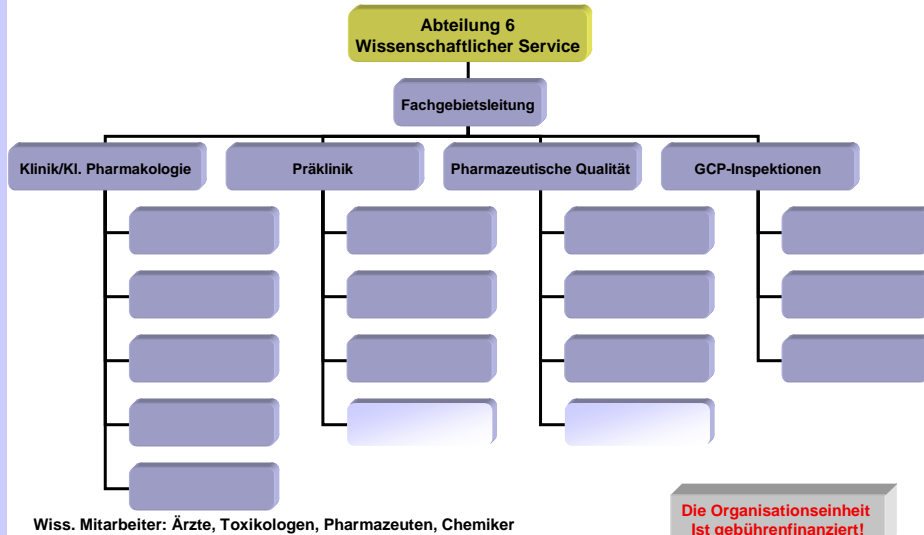 Abteilung 6
Wissenschaftlicher Service
Fachgebietsleitung
Klinik/Kl. Pharmakologie
Präklinik
Pharmazeutische Qualität
GCP-Inspektionen
Wiss. Mitarbeiter: Ärzte, Toxikologen, Pharmazeuten, Chemiker
Die Organisationseinheit
Ist gebührenfinanziert!